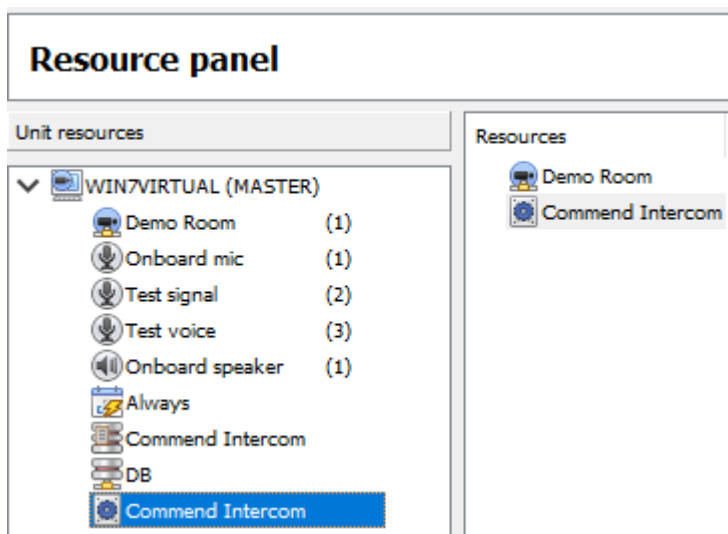 Resource panel
Unit resources
WIN7VIRTUAL (MASTER)
Demo Room (1)
Onboard mic (1)
Test signal (2)
Test voice (3)
Onboard speaker (1)
Always
Commend Intercom
DB
Commend Intercom
Resources
Demo Room
Commend Intercom